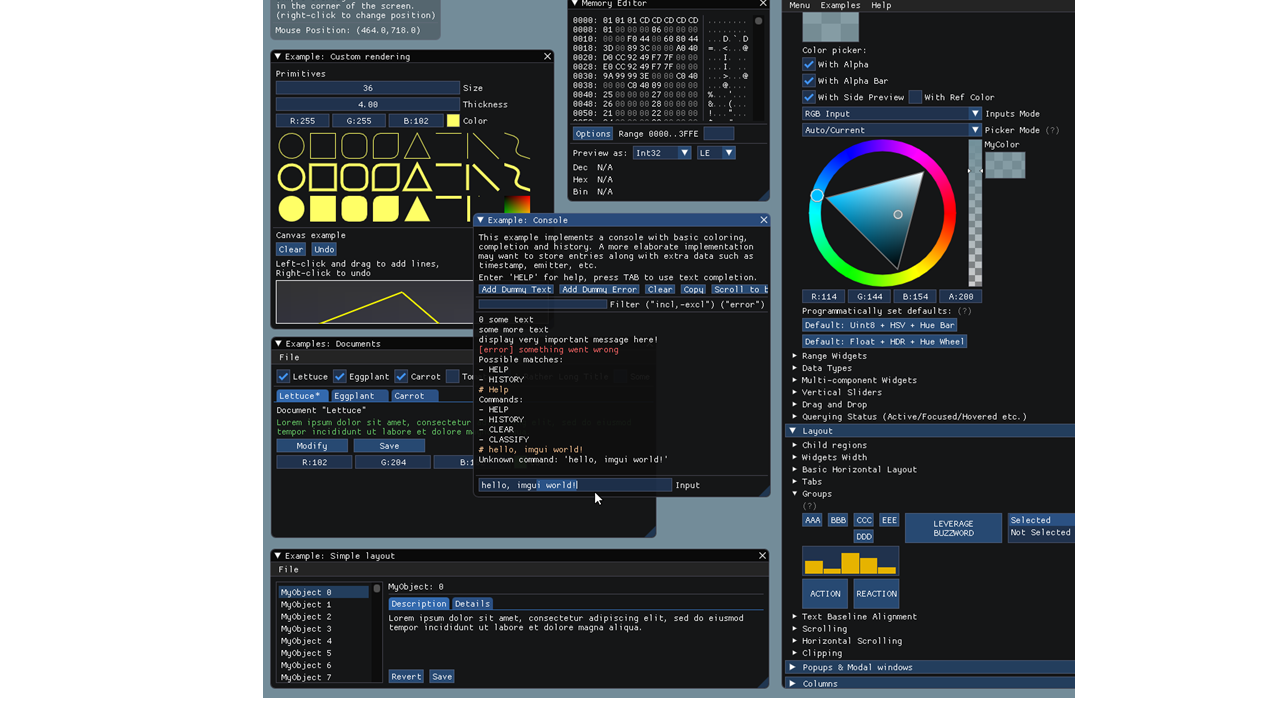 in the corner of the screen.
(right-click to change position)
Mouse Position: (464.0,718.0)
Example: Custom rendering
Primitives
36 Size
4.00 Thickness
R:255 G:255 B:102 Color
Canvas example
Clear Undo
Left-click and drag to add lines,
Right-click to undo
Examples: Documents
File
Lettuce Eggplant Carrot
Lettuce* Eggplant Carrot
Document "Lettuce"
Lorem ipsum dolor sit amet, consectetur
tempor incididunt ut labore et dolore
Modify Save
R:102 G:204
Example: Simple layout
File
MyObject 0
MyObject 1
MyObject 2
MyObject 3
MyObject 4
MyObject 5
MyObject 6
MyObject 7
MyObject: 0
Description Details
Lorem ipsum dolor sit amet, consectetur adipiscing elit, sed do eiusmod
tempor incididunt ut labore et dolore magna aliqua.
Revert Save
Memory Editor
0000: 01 01 01 CD CD CD CD CD
0008: 01 00 00 00 06 00 00 00
0010: 00 00 F0 44 00 60 80 44 ...D.`.D
0018: 3D 00 89 3C 00 00 A0 40 =..<...@
0020: D0 CC 92 49 F7 7F 00 00 ...I....
0028: E0 CC 92 49 F7 7F 00 00 ...I....
0030: 9A 99 99 3E 00 00 C0 40 ...>...@
0038: 00 00 C0 40 09 00 00 00 ...@....
0040: 25 00 00 00 27 00 00 00 %...'...
0048: 26 00 00 00 28 00 00 00 &...(...
0050: 21 00 00 00 22 00 00 00 !..."...
Options Range 0000..3FFE
Preview as: Int32 LE
Dec N/A
Hex N/A
Bin N/A
Example: Console
This example implements a console with basic coloring,
completion and history. A more elaborate implementation
may want to store entries along with extra data such as
timestamp, emitter, etc.
Enter 'HELP' for help, press TAB to use text completion.
Add Dummy Text Add Dummy Error Clear Copy Scroll to b
Filter ("incl,-excl") ("error")
0 some text
some more text
display very important message here!
[error] something went wrong
Possible matches:
- HELP
- HISTORY
# Help
Commands:
- HELP
- HISTORY
- CLEAR
- CLASSIFY
# hello, imgui world!
Unknown command: 'hello, imgui world!'
hello, imgui world! Input
Menu Examples Help
Color picker:
With Alpha
With Alpha Bar
With Side Preview With Ref Color
RGB Input Inputs Mode
Auto/Current Picker Mode (?)
MyColor
R:114 G:144 B:154 A:200
Programmatically set defaults: (?)
Default: Uint8 + HSV + Hue Bar
Default: Float + HDR + Hue Wheel
Range Widgets
Data Types
Multi-component Widgets
Vertical Sliders
Drag and Drop
Querying Status (Active/Focused/Hovered etc.)
Layout
Child regions
Widgets Width
Basic Horizontal Layout
Tabs
Groups
(?)
AAA BBB CCC EEE
DDD
LEVERAGE
BUZZWORD
Selected
Not Selected
ACTION REACTION
Text Baseline Alignment
Scrolling
Horizontal Scrolling
Clipping
Popups & Modal windows
Columns